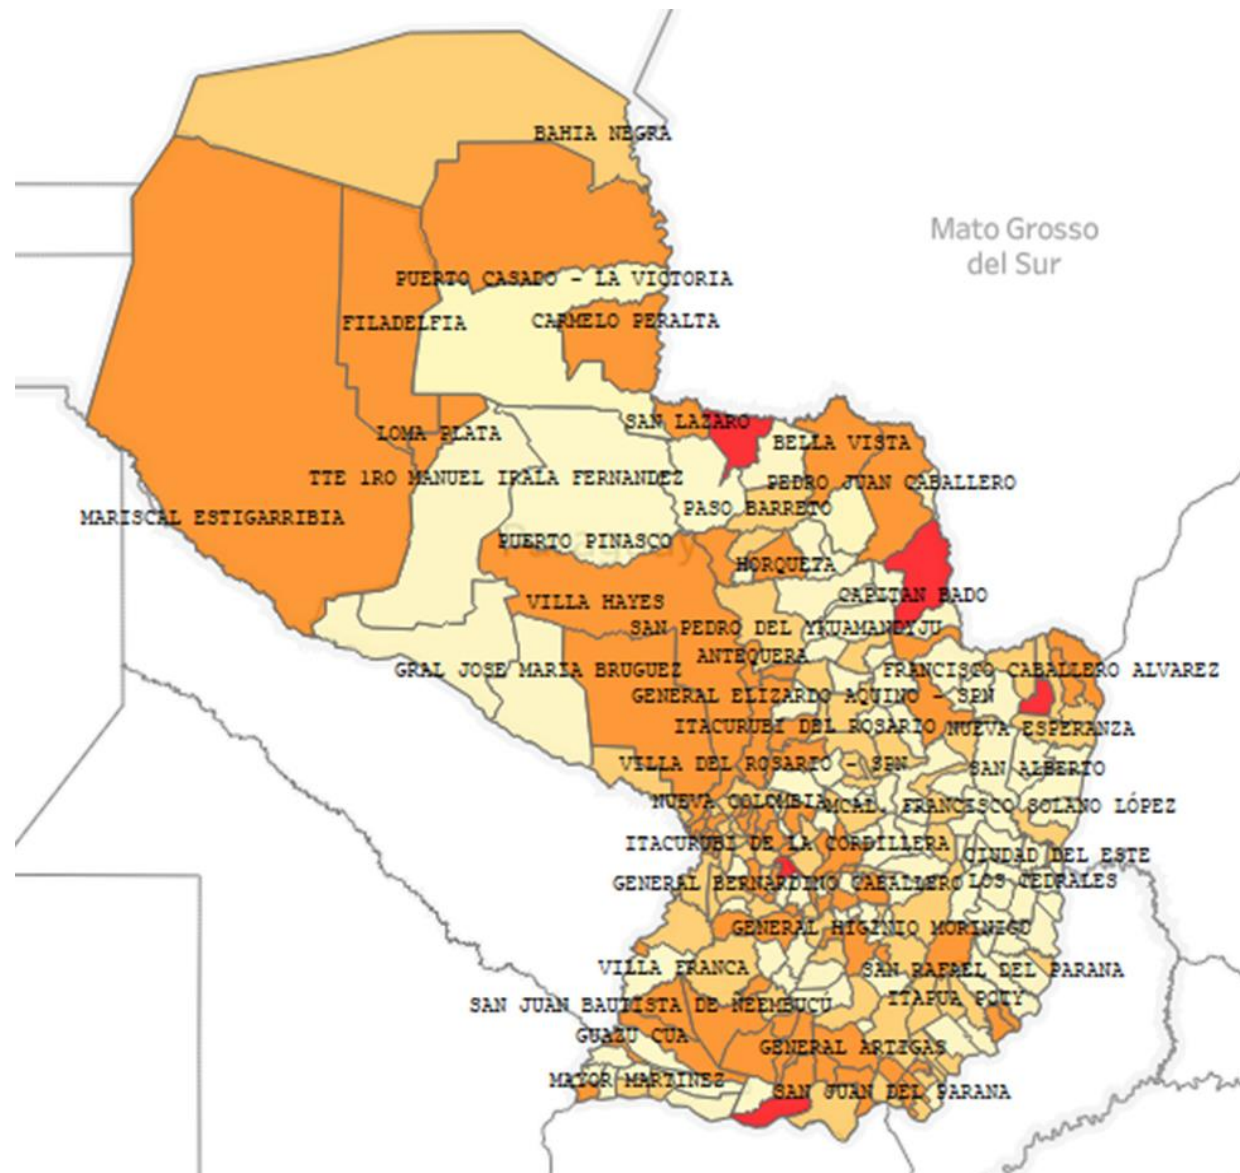 BAHIA NEGRA
Mato Grosso
del Sur
PUERTO CASADO - LA VICTORIA
FILADELFIA
CARMELO PERALTA
SAN LAZARO
LOMA PLATA
BELLA VISTA
TTE 1RO MANUEL IRALA FERNANDEZ
PEDRO JUAN CABALLERO
PASO BARRETO
MARISCAL ESTIGARRIBIA
PUERTO PINASCO
Paraguay
HORQUETA
VILLA HAYES
CAPITAN BADO
SAN PEDRO DEL YKUAMANDYJU
ANTEQUERA
GRAL JOSE MARIA BRUGUEZ
FRANCISCO CABALLERO ALVAREZ
GENERAL ELIZARDO AQUINO - SPN
ITACURUBI DEL ROSARIO
NUEVA ESPERANZA
VILLA DEL ROSARIO - SPN
SAN ALBERTO
NUEVA COLOMBIA
MCAL. FRANCISCO SOLANO LÓPEZ
ITACURUBI DE LA CORDILLERA
CIUDAD DEL ESTE
GENERAL BERNARDINO CABALLERO
LOS CEDRALES
GENERAL HIGINIO MORINIGO
VILLA FRANCA
SAN RAFAEL DEL PARANA
SAN JUAN BAUTISTA DE ÑEEMBUCÚ
ITAPUA POTY
GUAZU CUA
GENERAL ARTIGAS
MAYOR MARTINEZ
SAN JUAN DEL PARANA